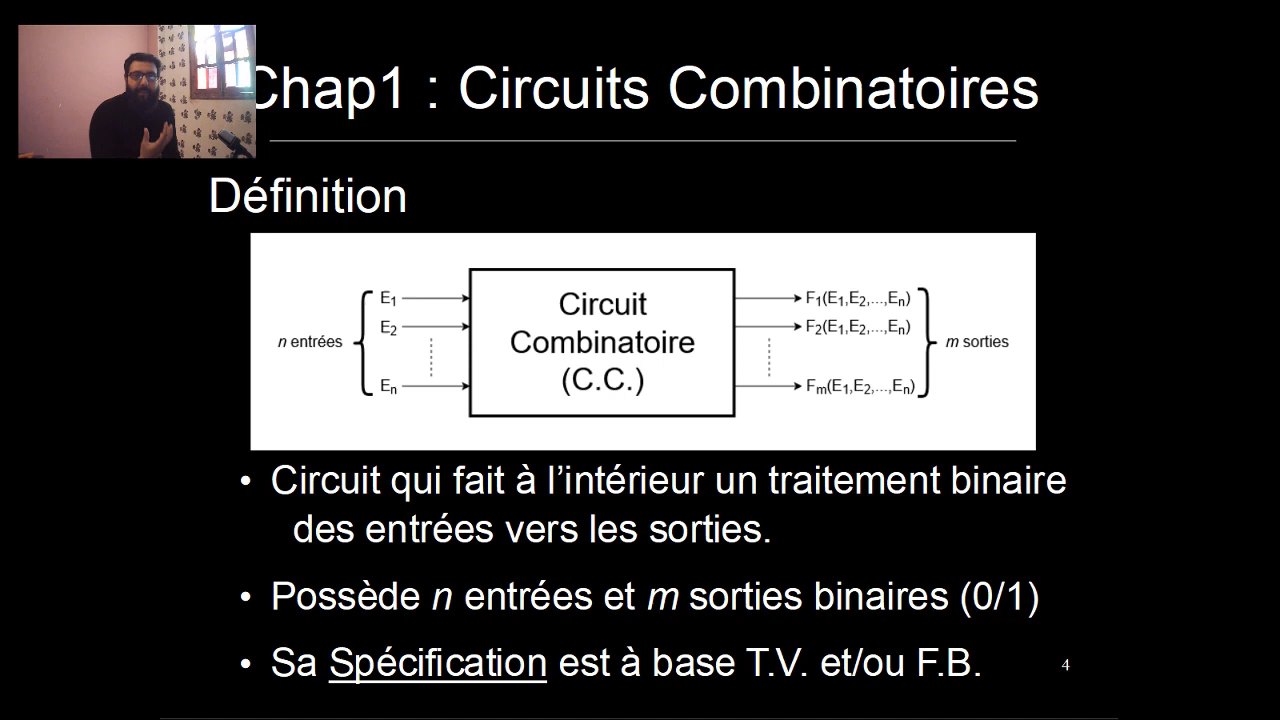 Chap1 : Circuits Combinatoires
Définition
n entrées
E1
E2
En
Circuit
Combinatoire
(C.C.)
F1(E1,E2,...,En)
F2(E1,E2,...,En)
Fm(E1,E2,...,En)
m sorties
• Circuit qui fait à l’intérieur un traitement binaire
des entrées vers les sorties.
• Possède n entrées et m sorties binaires (0/1)
• Sa Spécification est à base T.V. et/ou F.B.
4